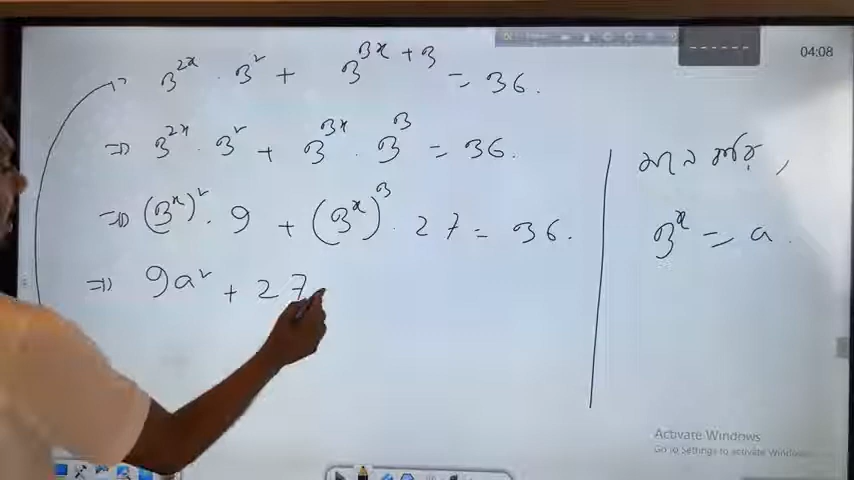 3^{2x} · 3^2 + 3^{3x+3} = 36.
⇒ 3^{2x} · 3^2 + 3^{3x} · 3^3 = 36.
⇒ (3^x)^2 · 9 + (3^x)^3 · 27 = 36.
⇒ 9a^2 + 27
মনে করি,
3^x = a.
04:08
Activate Windows
Go to Settings to activate Windows.